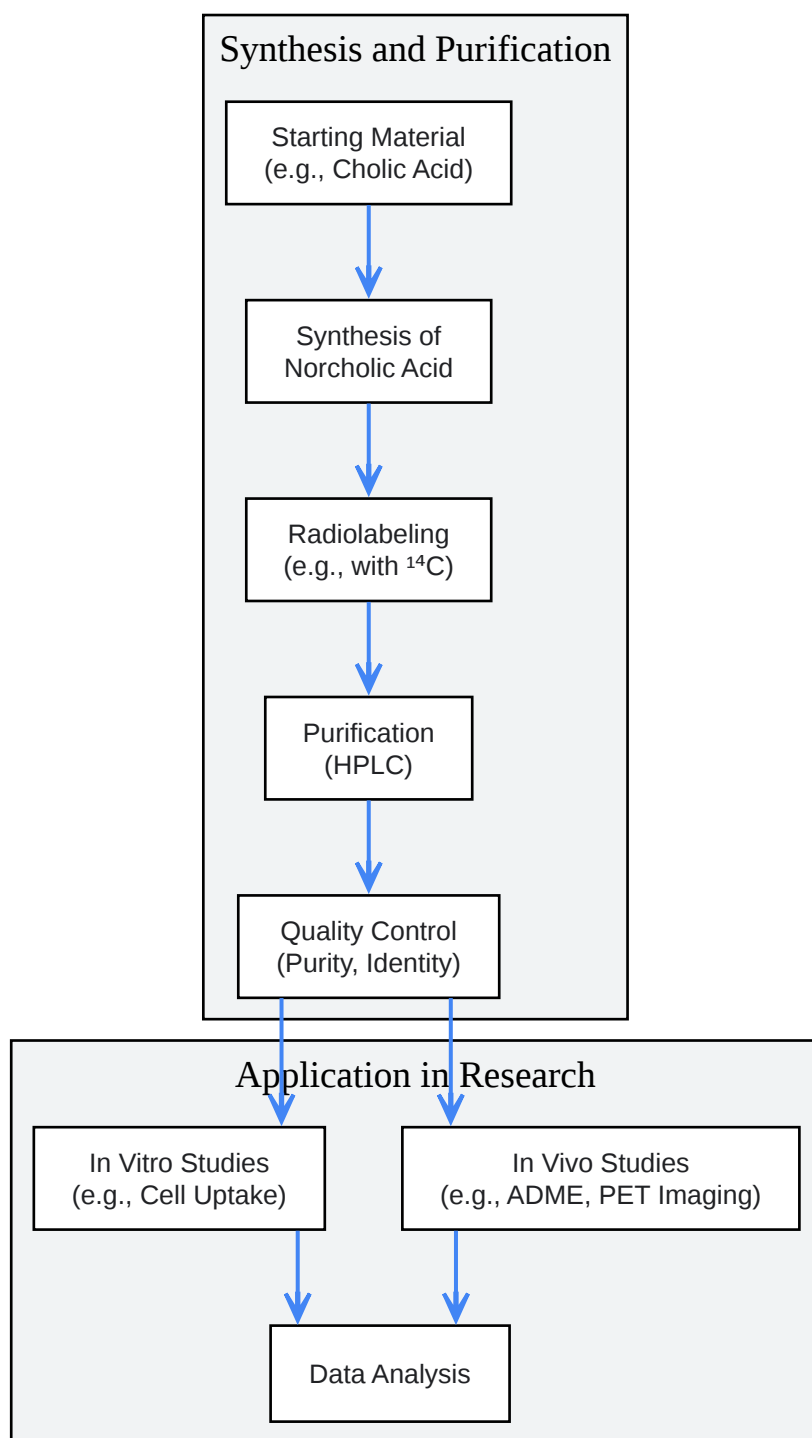 Synthesis and Purification
Starting Material
(e.g., Cholic Acid)
Synthesis of
Norcholic Acid
Radiolabeling
(e.g., with ¹⁴C)
Purification
(HPLC)
Quality Control
(Purity, Identity)
Application in Research
In Vitro Studies
(e.g., Cell Uptake)
In Vivo Studies
(e.g., ADME, PET Imaging)
Data Analysis